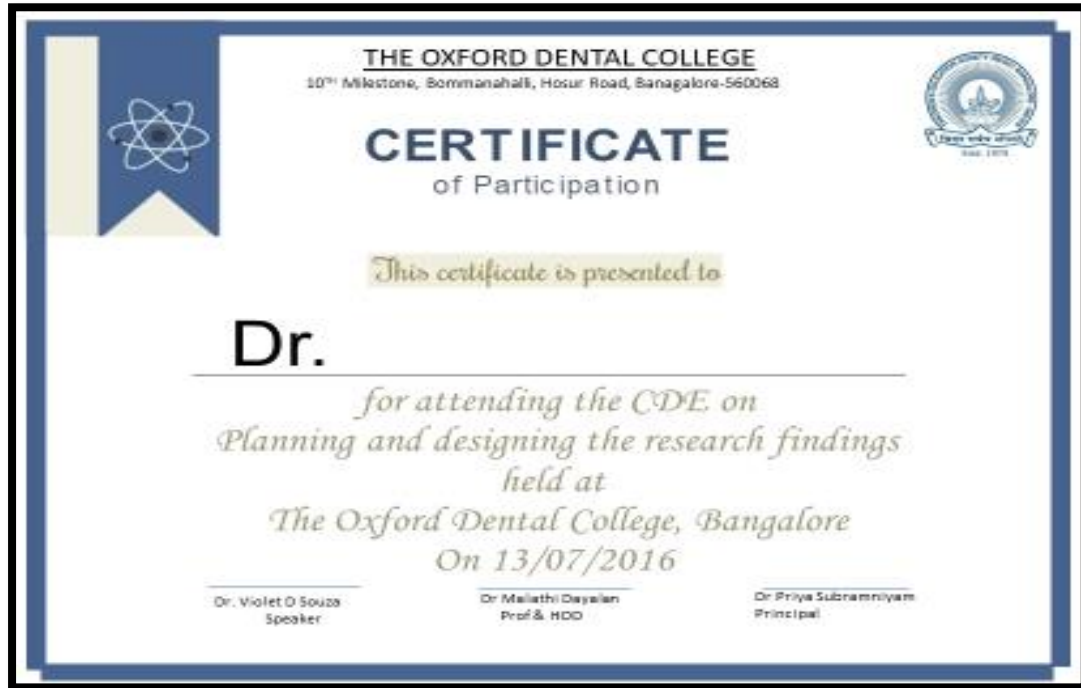 THE OXFORD DENTAL COLLEGE
10TH Milestone, Bommanahalli, Hosur Road, Banagalore-560068
CERTIFICATE
of Participation
This certificate is presented to
Dr.
for attending the CDE on
Planning and designing the research findings
held at
The Oxford Dental College, Bangalore
On 13/07/2016
Dr. Violet D Souza
Speaker
Dr Malathi Dayalan
Prof & HOD
Dr Priya Subramniyam
Principal